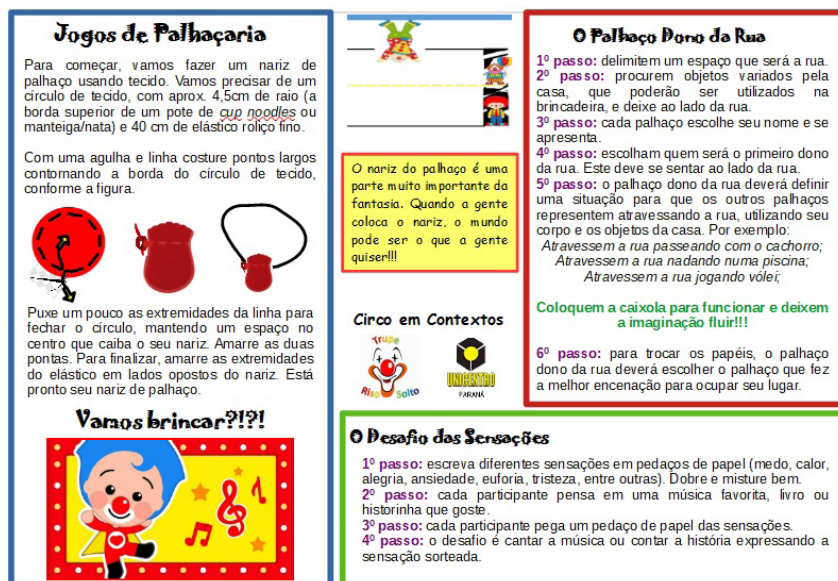 Jogos de Palhaçaria
Para começar, vamos fazer um nariz de
palhaço usando tecido. Vamos precisar de um
círculo de tecido, com aprox. 4,5cm de raio (a
borda superior de um pote de cup noodles ou
manteiga/nata) e 40 cm de elástico roliço fino.
Com uma agulha e linha costure pontos largos
contornando a borda do círculo de tecido,
conforme a figura.
Puxe um pouco as extremidades da linha para
fechar o círculo, mantendo um espaço no
centro que caiba o seu nariz. Amarre as duas
pontas. Para finalizar, amarre as extremidades
do elástico em lados opostos do nariz. Está
pronto seu nariz de palhaço.
Vamos brincar?!?!
O nariz do palhaço é uma
parte muito importante da
fantasia. Quando a gente
coloca o nariz, o mundo
pode ser o que a gente
quiser!!!
Circo em Contextos
Trupe
Riso Solto
UNICENTRO
PARANÁ
O Palhaço Dono da Rua
1º passo: delimitem um espaço que será a rua.
2º passo: procurem objetos variados pela
casa, que poderão ser utilizados na
brincadeira, e deixe ao lado da rua.
3º passo: cada palhaço escolhe seu nome e se
apresenta.
4º passo: escolham quem será o primeiro dono
da rua. Este deve se sentar ao lado da rua.
5º passo: o palhaço dono da rua deverá definir
uma situação para que os outros palhaços
representem atravessando a rua, utilizando seu
corpo e os objetos da casa. Por exemplo:
Atravessem a rua passeando com o cachorro;
Atravessem a rua nadando numa piscina;
Atravessem a rua jogando vôlei;
Coloquem a caixola para funcionar e deixem
a imaginação fluir!!!
6º passo: para trocar os papéis, o palhaço
dono da rua deverá escolher o palhaço que fez
a melhor encenação para ocupar seu lugar.
O Desafio das Sensações
1º passo: escreva diferentes sensações em pedaços de papel (medo, calor,
alegria, ansiedade, euforia, tristeza, entre outras). Dobre e misture bem.
2º passo: cada participante pensa em uma música favorita, livro ou
historinha que goste.
3º passo: cada participante pega um pedaço de papel das sensações.
4º passo: o desafio é cantar a música ou contar a história expressando a
sensação sorteada.